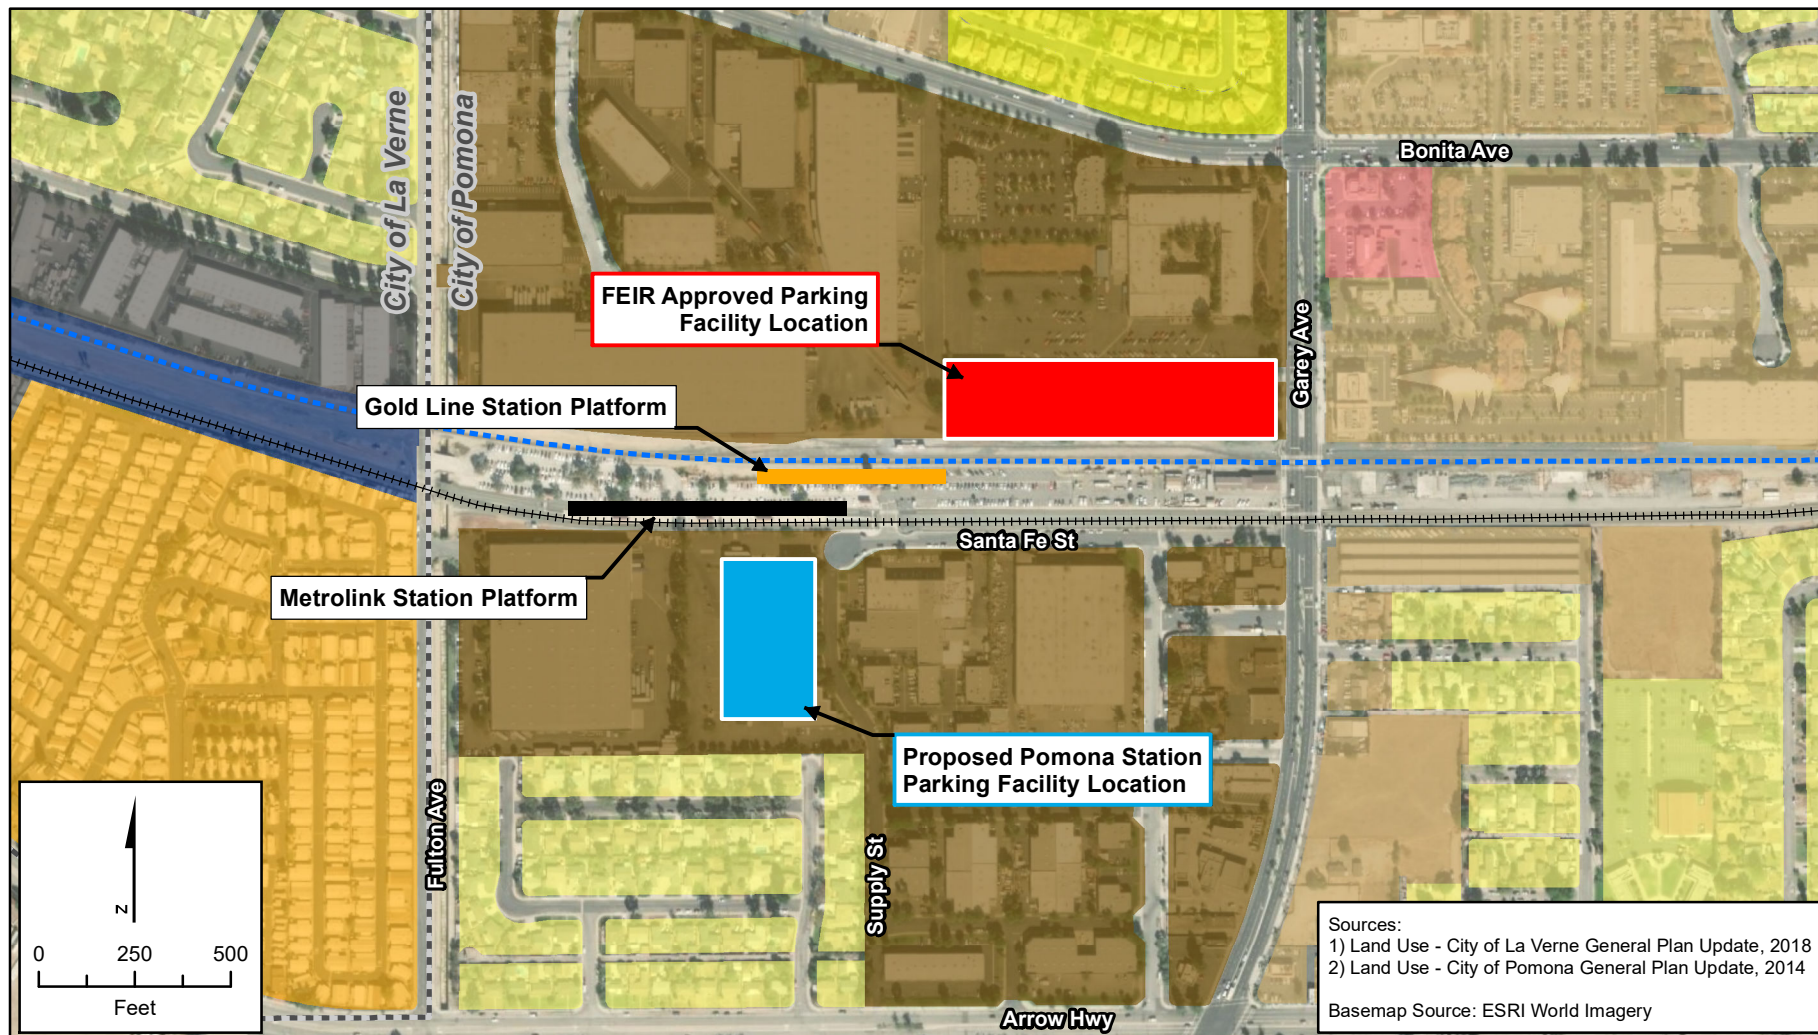 City of La Verne
City of Pomona
Bonita Ave
FEIR Approved Parking
Facility Location
Garey Ave
Gold Line Station Platform
Santa Fe St
Metrolink Station Platform
Proposed Pomona Station
Parking Facility Location
Fulton Ave
Supply St
Arrow Hwy
N
0 250 500
Feet
Sources:
1) Land Use - City of La Verne General Plan Update, 2018
2) Land Use - City of Pomona General Plan Update, 2014
Basemap Source: ESRI World Imagery